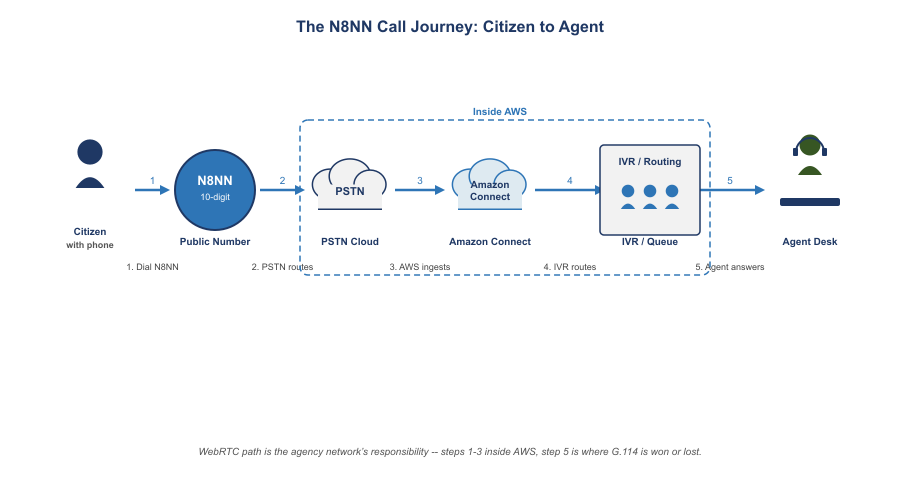 The N8NN Call Journey: Citizen to Agent
Inside AWS
1
2
3
4
5
N8NN
10-digit
PSTN
Amazon
Connect
IVR / Routing
Citizen
with phone
Public Number
PSTN Cloud
Amazon Connect
IVR / Queue
Agent Desk
1. Dial N8NN
2. PSTN routes
3. AWS ingests
4. IVR routes
5. Agent answers
WebRTC path is the agency network's responsibility -- steps 1-3 inside AWS, step 5 is where G.114 is won or lost.